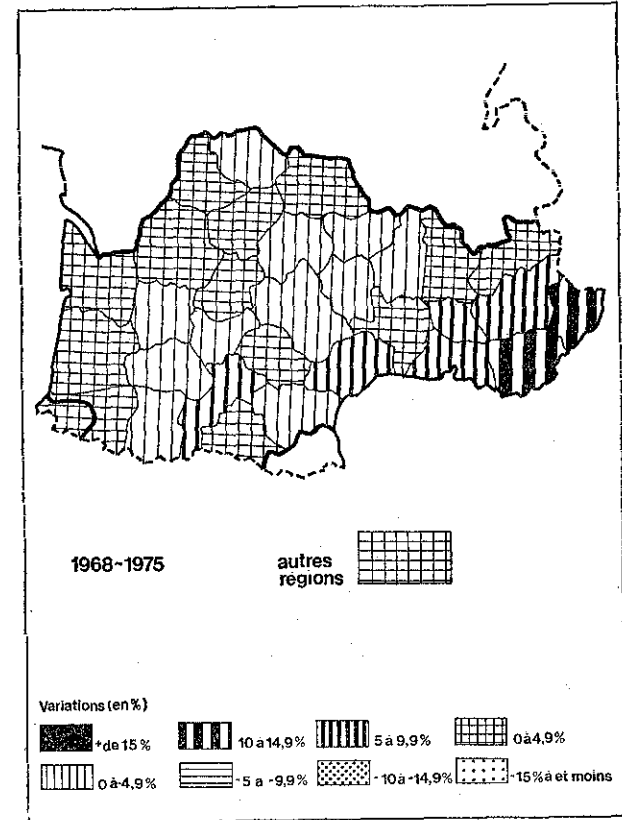 1968-1975
autres
régions
Variations (en %)
+de 15 %
10 à 14,9%
5 à 9,9%
0 à 4,9%
0 à -4,9%
-5 a -9,9%
-10 à -14,9%
-15% à et moins